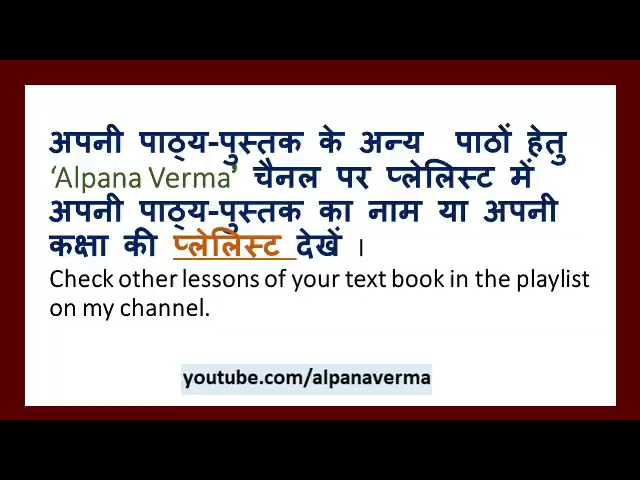 अपनी पाठ्य-पुस्तक के अन्य पाठों हेतु
‘Alpana Verma’ चैनल पर प्लेलिस्ट में
अपनी पाठ्य-पुस्तक का नाम या अपनी
कक्षा की प्लेलिस्ट देखें ।
Check other lessons of your text book in the playlist
on my channel.
youtube.com/alpanaverma